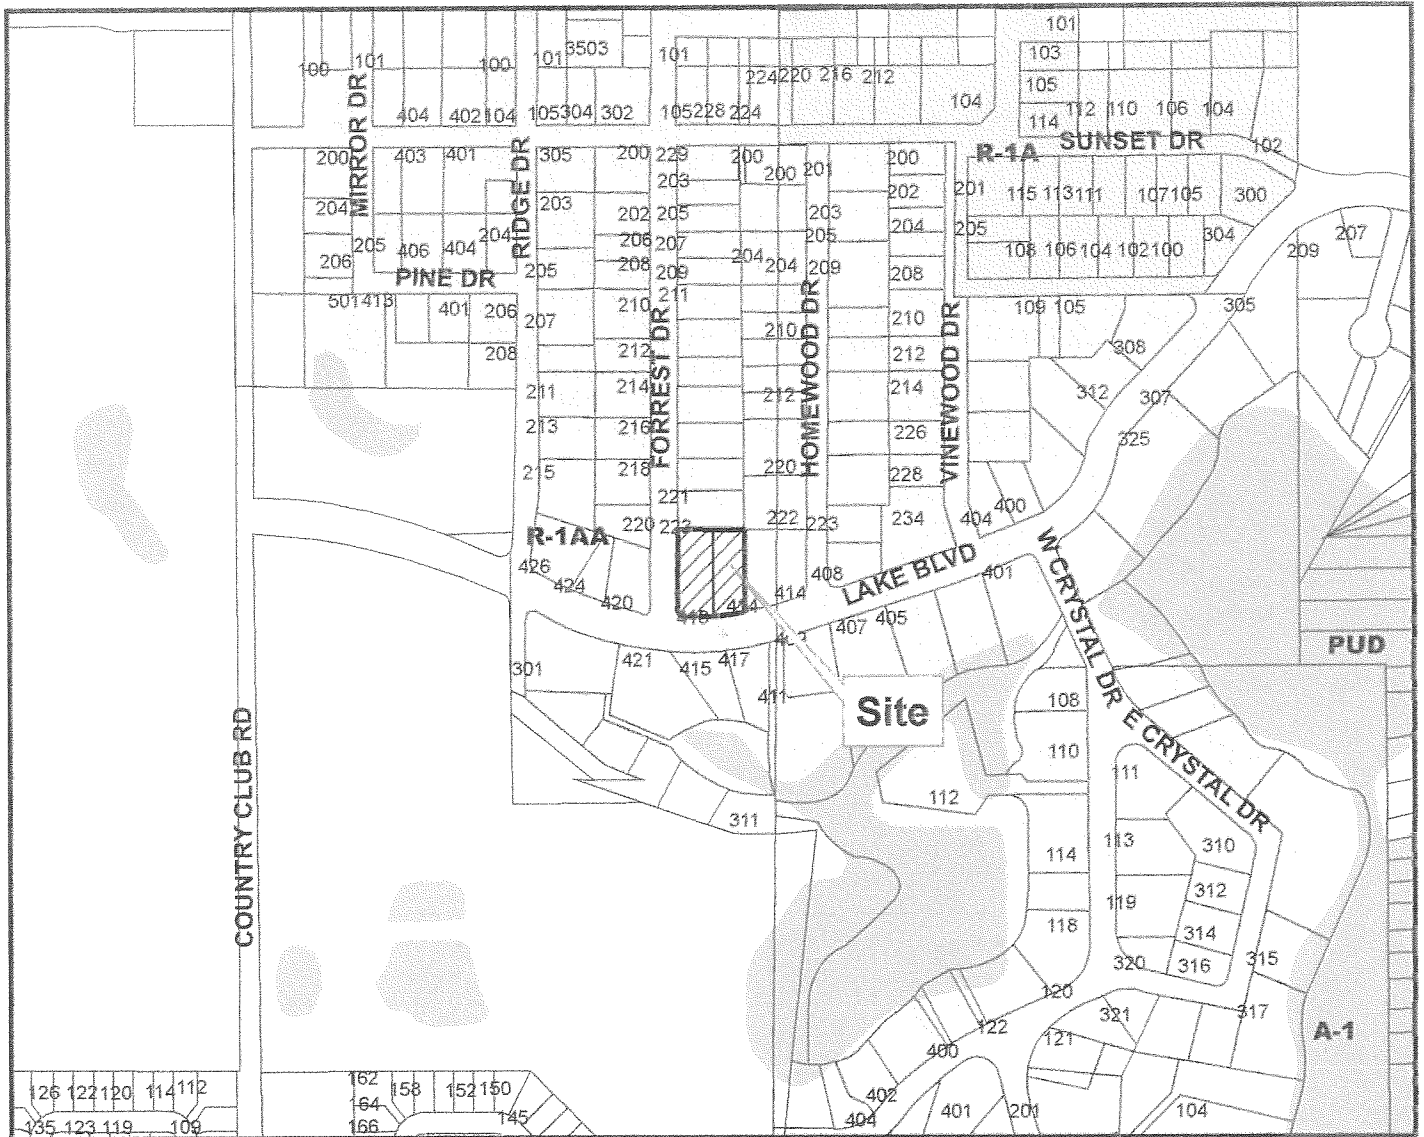 101
3503
101
101
103
100
101
100
224 220 216 212
105
104
404 402 104 105 304 302 105 228 224
112 110 106 104
114
MIRROR DR
SUNSET DR
R-1A
102
RIDGE DR
200 403 401 305 200 229 200 200 201 200
203 202 201 115 113 111 107 105 300
204 203 202 205 203 204 205
205 406 404 204 206 207 205 108 106 104 102 100 304 209 207
206 205 208 209 204 204 209 208
PINE DR
501 413 401 206 207 210 211 210 210 109 105 305
208 212 212 308
FORREST DR
HOMEWOOD DR
VINEWOOD DR
211 214 212 214 312 307
213 216 226 325
215 218 220 228
221
220 222 223 234 404 400
R-1AA
426 424 420 414 408
LAKE BLVD
401
W CRYSTAL DR
407 405
PUD
301 421 415 417
411
Site
108
COUNTRY CLUB RD
E CRYSTAL DR
110
111
112
311
113 310
114
312
119
118 314
320 316 315
120
321 317
122
121
A-1
400
162
126 122 120 114 112 158 152 150
402
164 145 404 401 201 104
135 123 119 109 166